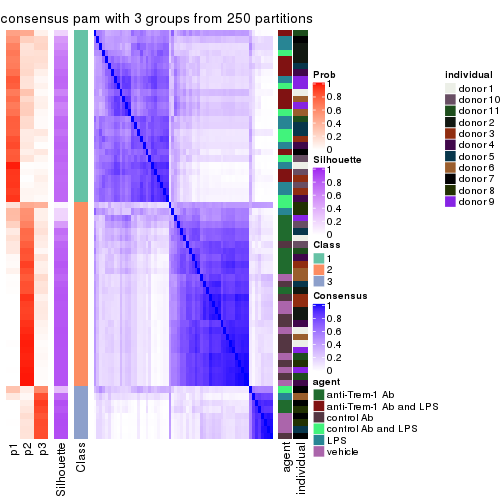 consensus pam with 3 groups from 250 partitions
Prob
1
0.8
0.6
0.4
0.2
0
Silhouette
1
0.8
0.6
0.4
0.2
0
Class
1
2
3
Consensus
1
0.8
0.6
0.4
0.2
0
agent
anti-Trem-1 Ab
anti-Trem-1 Ab and LPS
control Ab
control Ab and LPS
LPS
vehicle
individual
donor 1
donor 10
donor 11
donor 2
donor 3
donor 4
donor 5
donor 6
donor 7
donor 8
donor 9
p1
p2
p3
Silhouette
Class
agent
individual